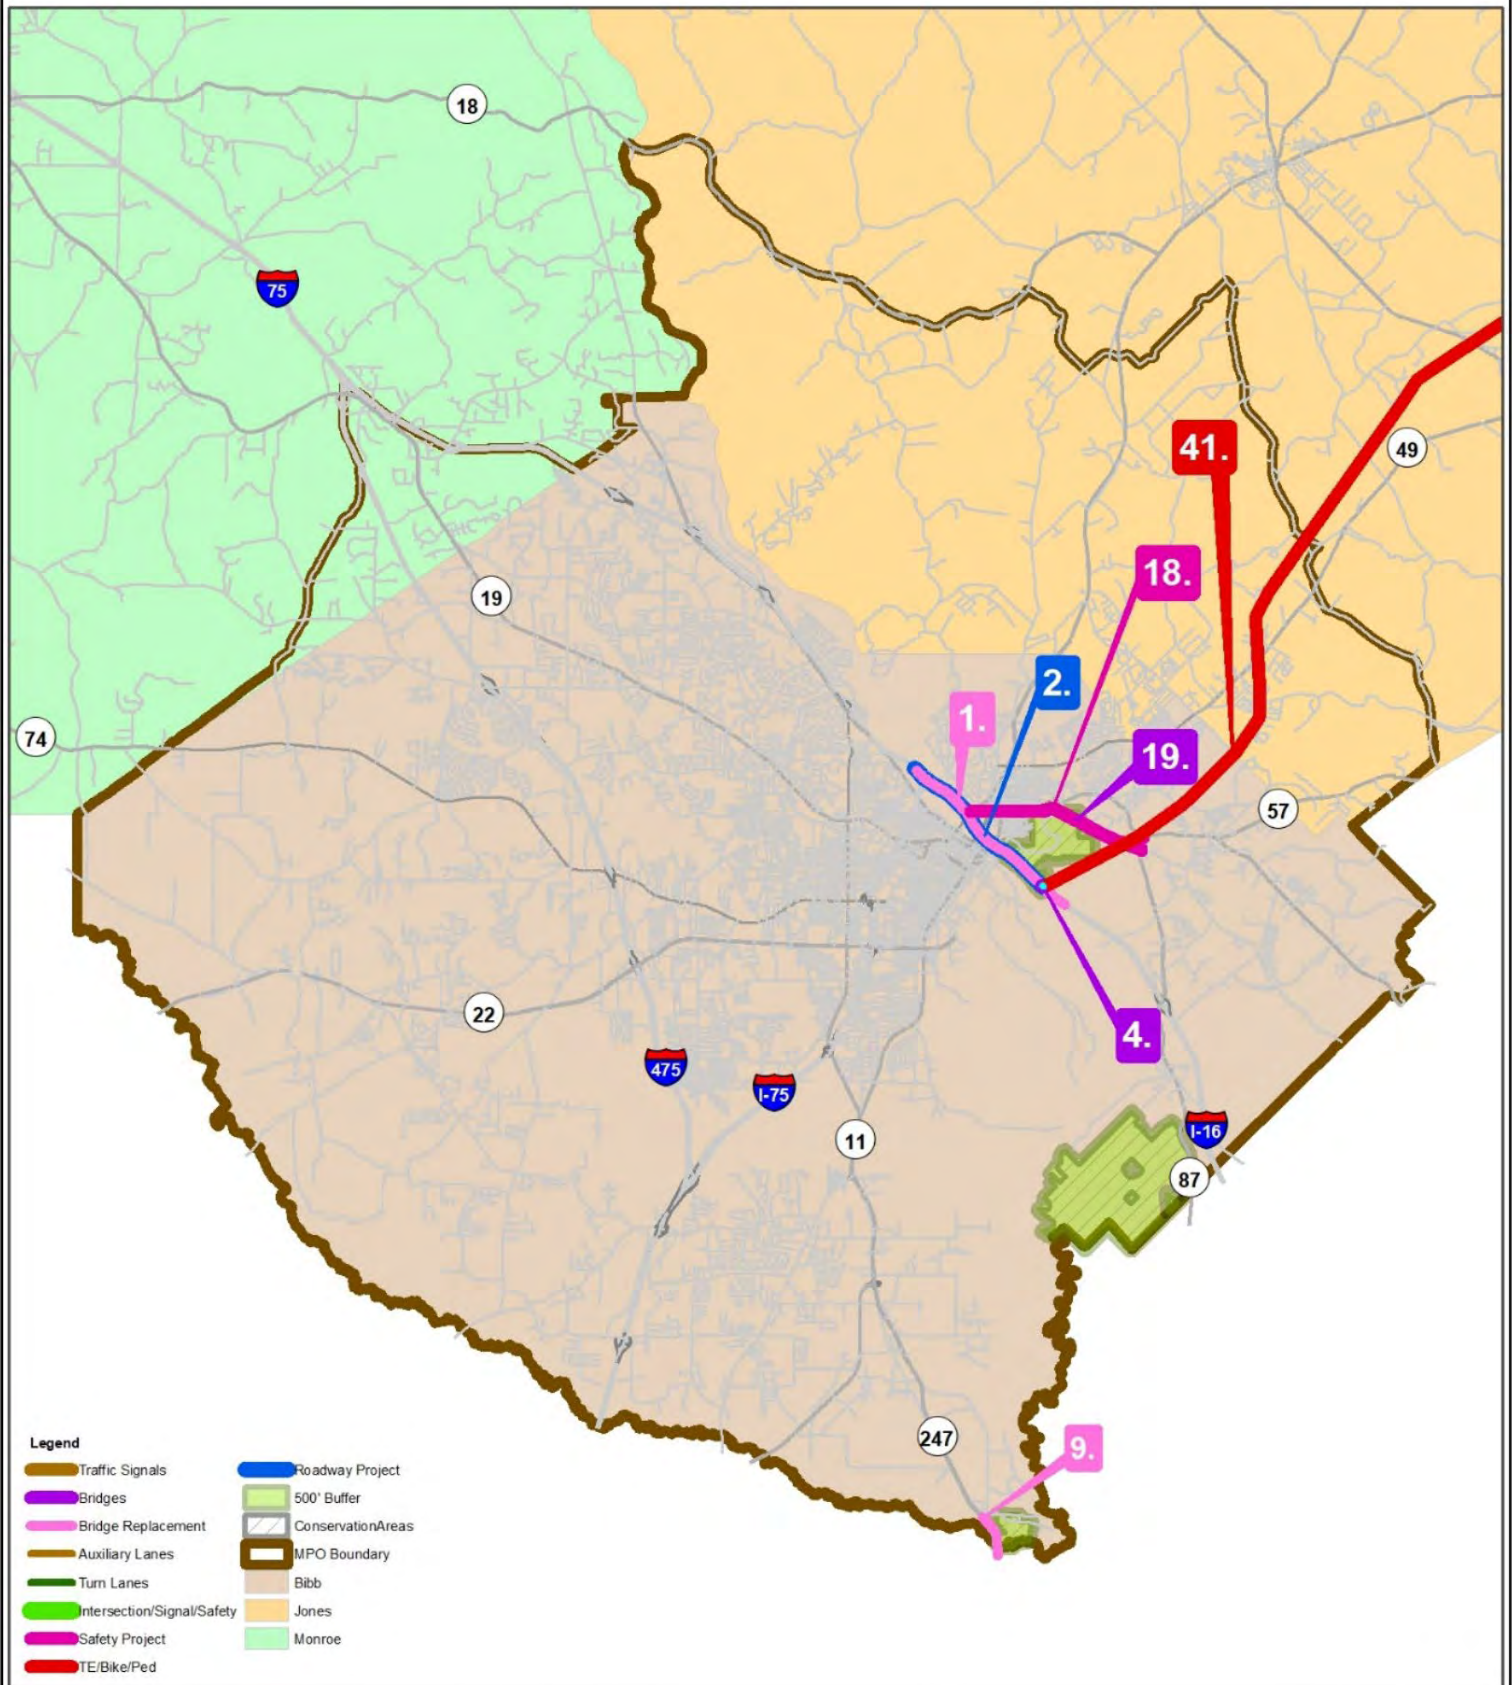 18
75
41.
49
18.
19
2.
1.
74
19.
57
4.
22
475
I-75
11
I-16
87
247
9.
Legend
Traffic Signals
Bridges
Bridge Replacement
Auxiliary Lanes
Turn Lanes
Intersection/Signal/Safety
Safety Project
TE/Bike/Ped
Roadway Project
500' Buffer
ConservationAreas
MPO Boundary
Bibb
Jones
Monroe